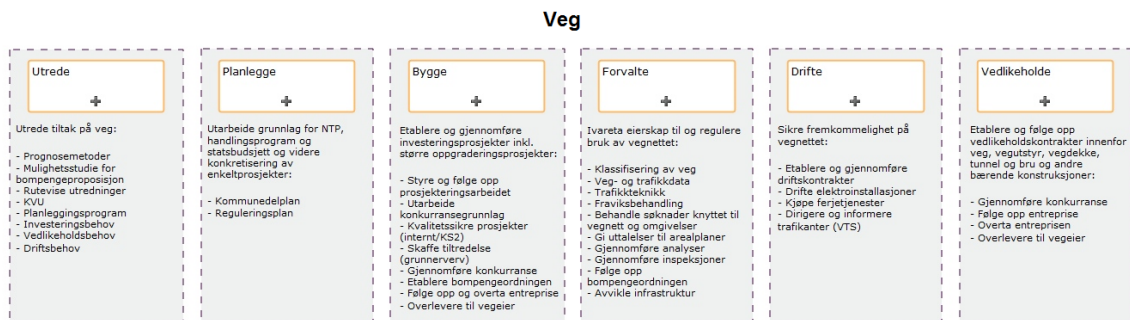 Veg
Utrede
Utrede tiltak på veg:
- Prognosemetoder
- Mulighetsstudie for
bompengeproposisjon
- Rutevise utredninger
- KVU
- Planleggingsprogram
- Investeringsbehov
- Vedlikeholdsbehov
- Driftsbehov
Planlegge
Utarbeide grunnlag for NTP,
handlingsprogram og
statsbudsjett og videre
konkretisering av
enkeltprosjekter:
- Kommunedelplan
- Reguleringsplan
Bygge
Etablere og gjennomføre
investeringsprosjekter inkl.
større oppgraderingsprosjekter:
- Styre og følge opp
prosjekteringsarbeidet
- Utarbeide
konkurransegrunnlag
- Kvalitetssikre prosjekter
(internt/KS2)
- Skaffe tiltredelse
(grunnerverv)
- Gjennomføre konkurranse
- Etablere bompengeordningen
- Følge opp og overta entreprise
- Overlevere til vegeier
Forvalte
Ivareta eierskap til og regulere
bruk av vegnettet:
- Klassifisering av veg
- Veg- og trafikkdata
- Trafikkteknikk
- Fraviksbehandling
- Behandle søknader knyttet til
vegnett og omgivelser
- Gi uttalelser til arealplaner
- Gjennomføre analyser
- Gjennomføre inspeksjoner
- Følge opp
bompengeordningen
- Avvikle infrastruktur
Drifte
Sikre fremkommelighet på
vegnettet:
- Etablere og gjennomføre
driftskontrakter
- Drifte elektroinstallasjoner
- Kjøpe ferjetjenester
- Dirigere og informere
trafikanter (VTS)
Vedlikeholde
Etablere og følge opp
vedlikeholdskontrakter innenfor
veg, vegutstyr, vegdekke,
tunnel og bru og andre
bærende konstruksjoner:
- Gjennomføre konkurranse
- Følge opp entreprise
- Overta entreprisen
- Overlevere til vegeier